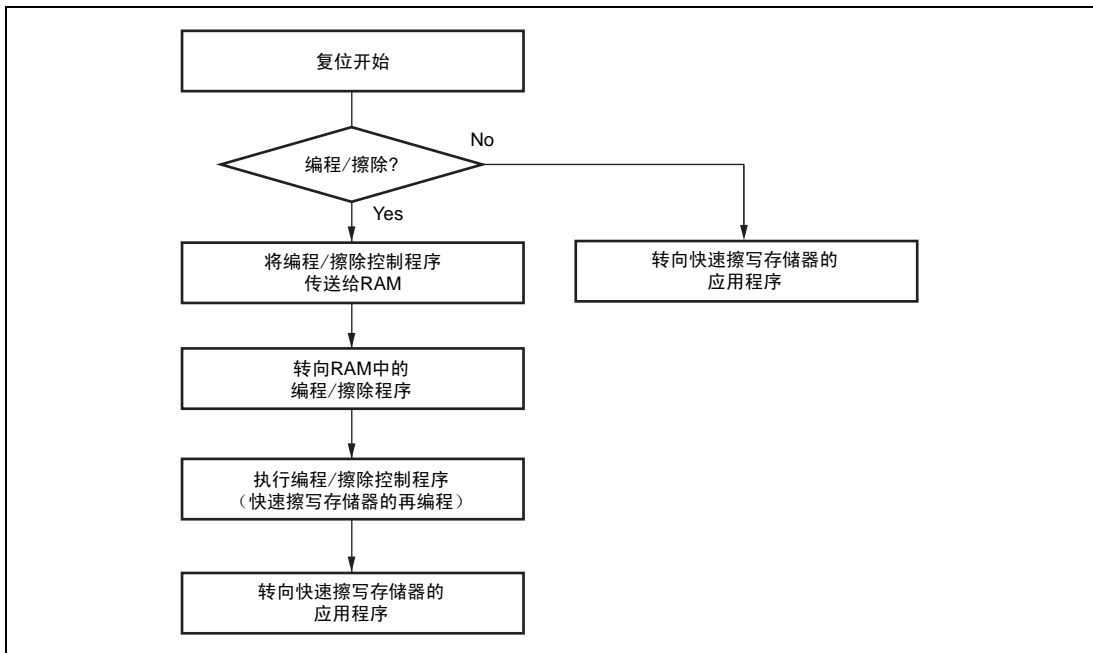 复位开始
编程/擦除?
No
Yes
将编程/擦除控制程序
传送给RAM
转向快速擦写存储器的
应用程序
转向RAM中的
编程/擦除程序
执行编程/擦除控制程序
（快速擦写存储器的再编程）
转向快速擦写存储器的
应用程序